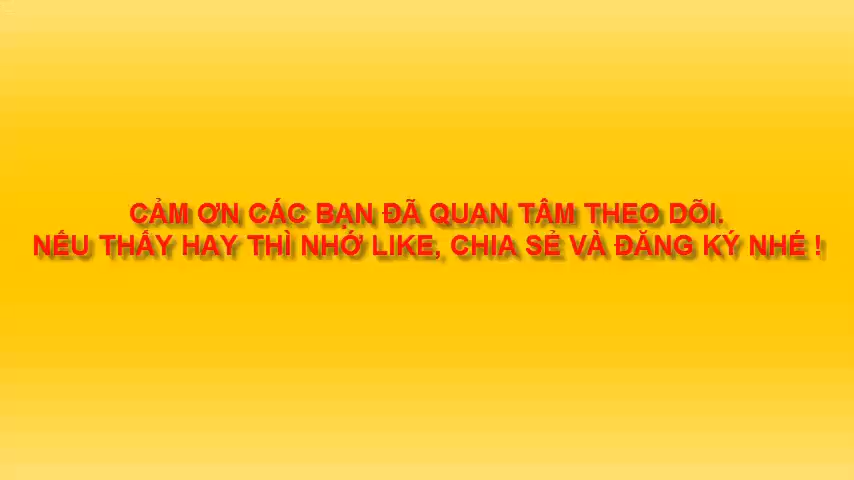 CẢM ƠN CÁC BẠN ĐÃ QUAN TÂM THEO DÕI.
NẾU THẤY HAY THÌ NHỚ LIKE, CHIA SẺ VÀ ĐĂNG KÝ NHÉ !